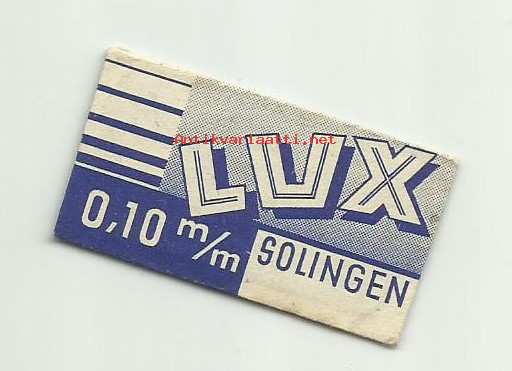 Antikvariaatti.net
LUX
0,10 m/m
SOLINGEN